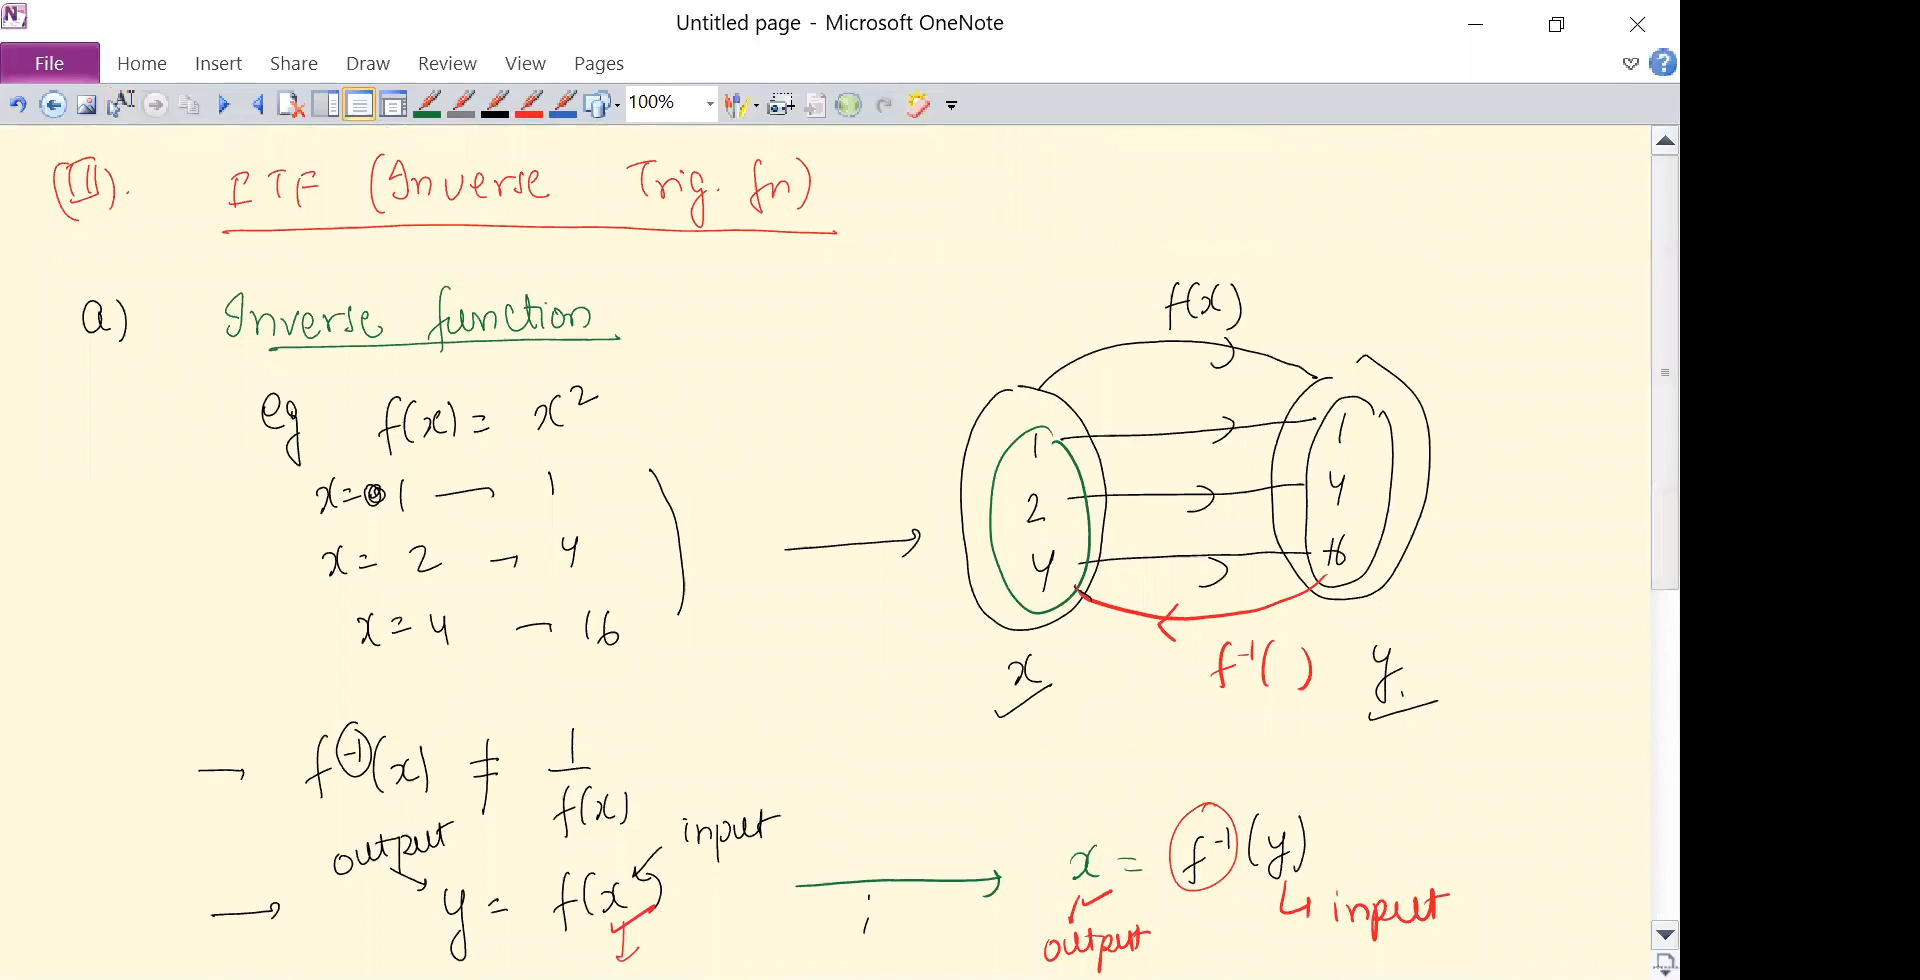 Untitled page - Microsoft OneNote
File Home Insert Share Draw Review View Pages
100%
(III). ITF (Inverse Trig. fn)
a) Inverse function
f(x)
eg f(x) = x²
x = 1 — 1
x = 2 → 4
x = 4 → 16
1 1
2 4
4 16
x f⁻¹( ) y.
→ f⁻¹(x) ≠ 1/f(x)
output input
→ y = f(x) → x = f⁻¹(y)
output input